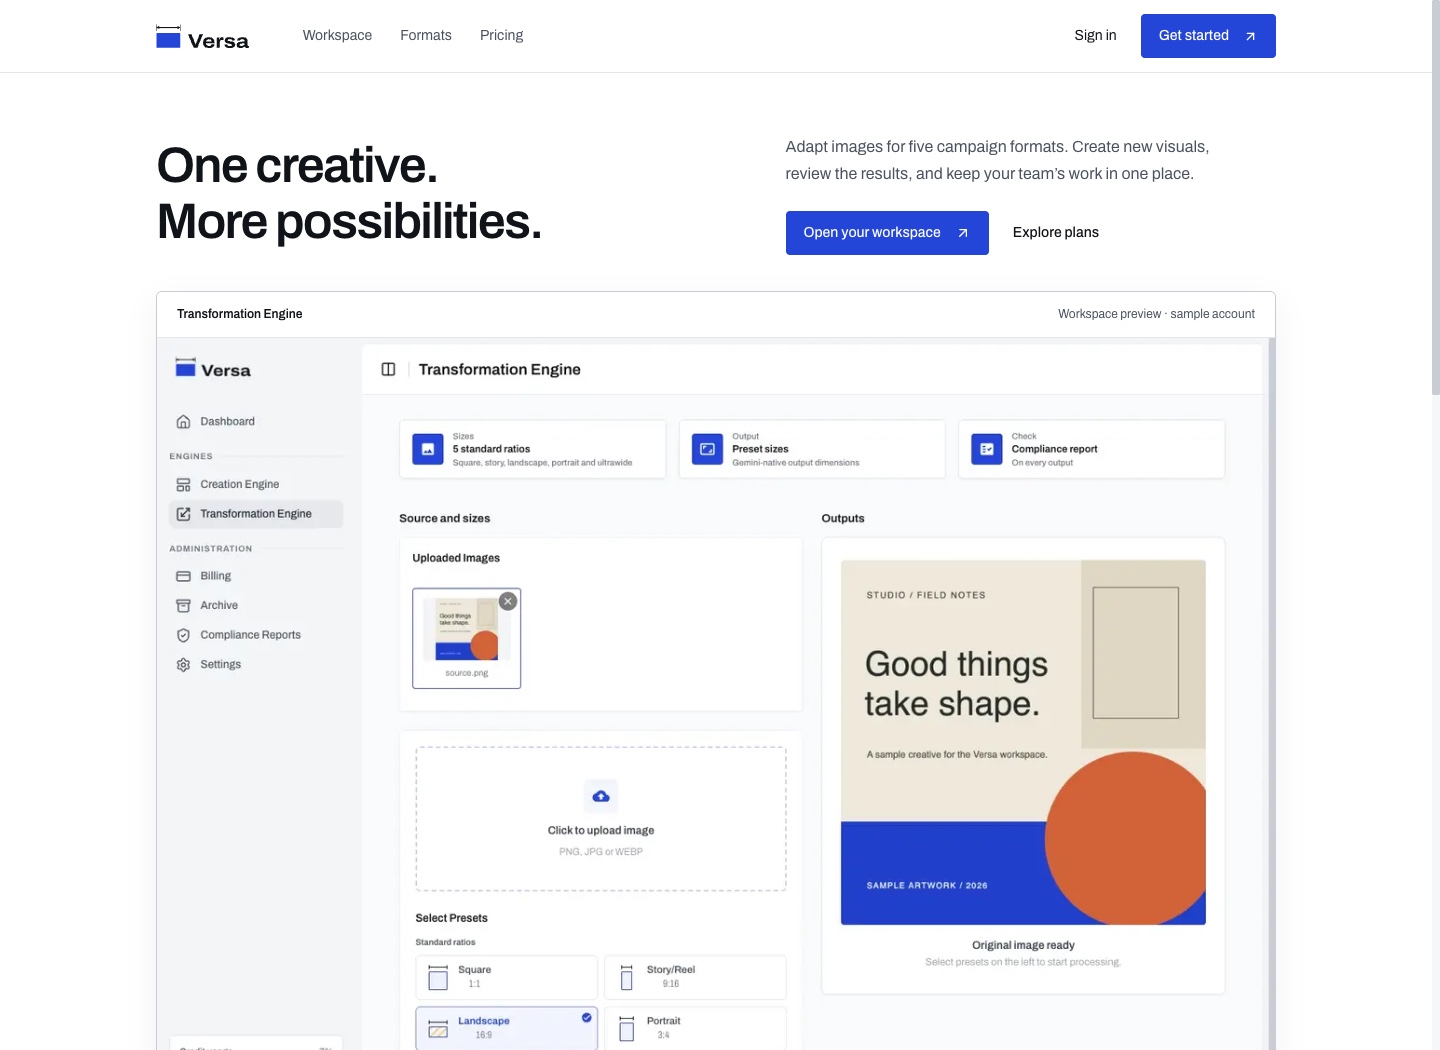 Versa
Workspace
Formats
Pricing
Sign in
Get started
One creative.
More possibilities.
Adapt images for five campaign formats. Create new visuals,
review the results, and keep your team’s work in one place.
Open your workspace
Explore plans
Transformation Engine
Workspace preview · sample account
Versa
Dashboard
ENGINES
Creation Engine
Transformation Engine
ADMINISTRATION
Billing
Archive
Compliance Reports
Settings
Transformation Engine
Sizes
5 standard ratios
Square, story, landscape, portrait and ultrawide
Output
Preset sizes
Gemini-native output dimensions
Check
Compliance report
On every output
Source and sizes
Uploaded Images
Good things
take shape.
source.png
Click to upload image
PNG, JPG or WEBP
Select Presets
Standard ratios
Square
1:1
Story/Reel
9:16
Landscape
16:9
Portrait
3:4
Outputs
STUDIO / FIELD NOTES
Good things
take shape.
A sample creative for the Versa workspace.
SAMPLE ARTWORK / 2026
Original image ready
Select presets on the left to start processing.